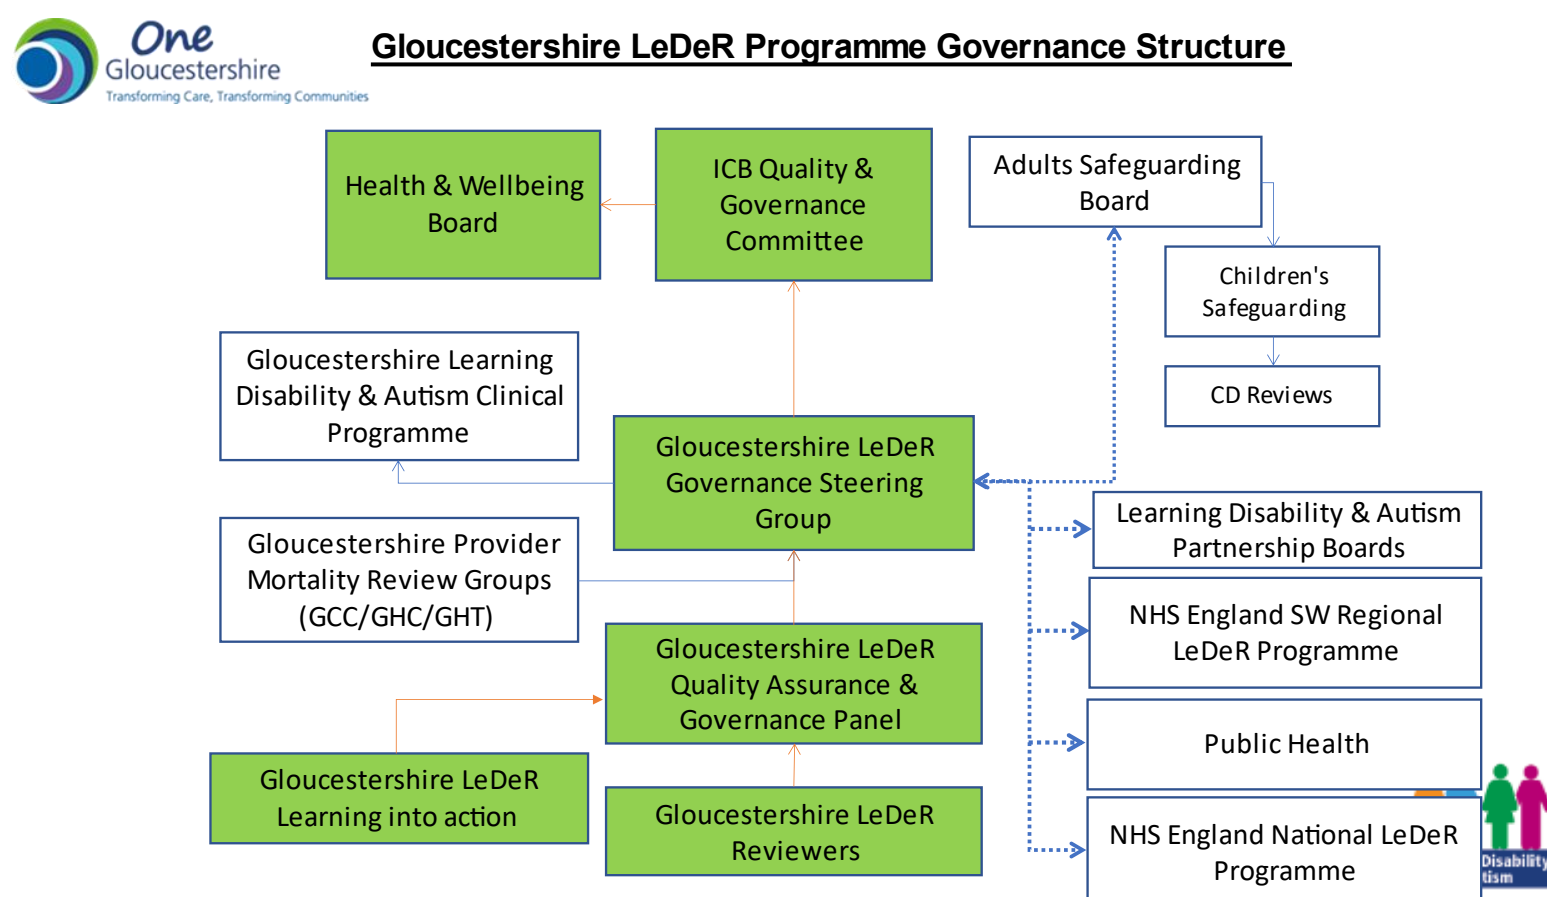 One
Gloucestershire
Transforming Care, Transforming Communities
Gloucestershire LeDeR Programme Governance Structure
Health & Wellbeing
Board
ICB Quality &
Governance
Committee
Adults Safeguarding
Board
Children's
Safeguarding
CD Reviews
Gloucestershire Learning
Disability & Autism Clinical
Programme
Gloucestershire LeDeR
Governance Steering
Group
Gloucestershire Provider
Mortality Review Groups
(GCC/GHC/GHT)
Learning Disability & Autism
Partnership Boards
NHS England SW Regional
LeDeR Programme
Gloucestershire LeDeR
Quality Assurance &
Governance Panel
Public Health
Gloucestershire LeDeR
Learning into action
Gloucestershire LeDeR
Reviewers
NHS England National LeDeR
Programme
Disability
tism